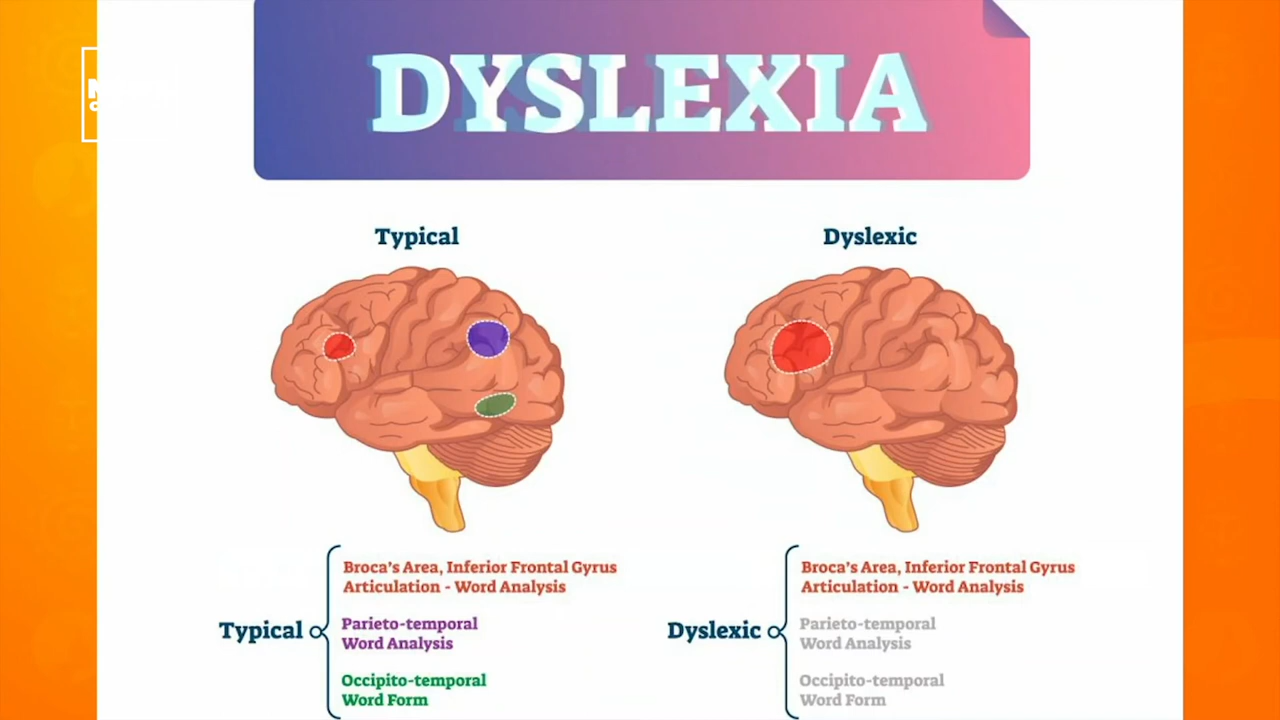 DYSLEXIA
Typical
Dyslexic
Typical
Broca's Area, Inferior Frontal Gyrus
Articulation - Word Analysis
Parieto-temporal
Word Analysis
Occipito-temporal
Word Form
Dyslexic
Broca's Area, Inferior Frontal Gyrus
Articulation - Word Analysis
Parieto-temporal
Word Analysis
Occipito-temporal
Word Form